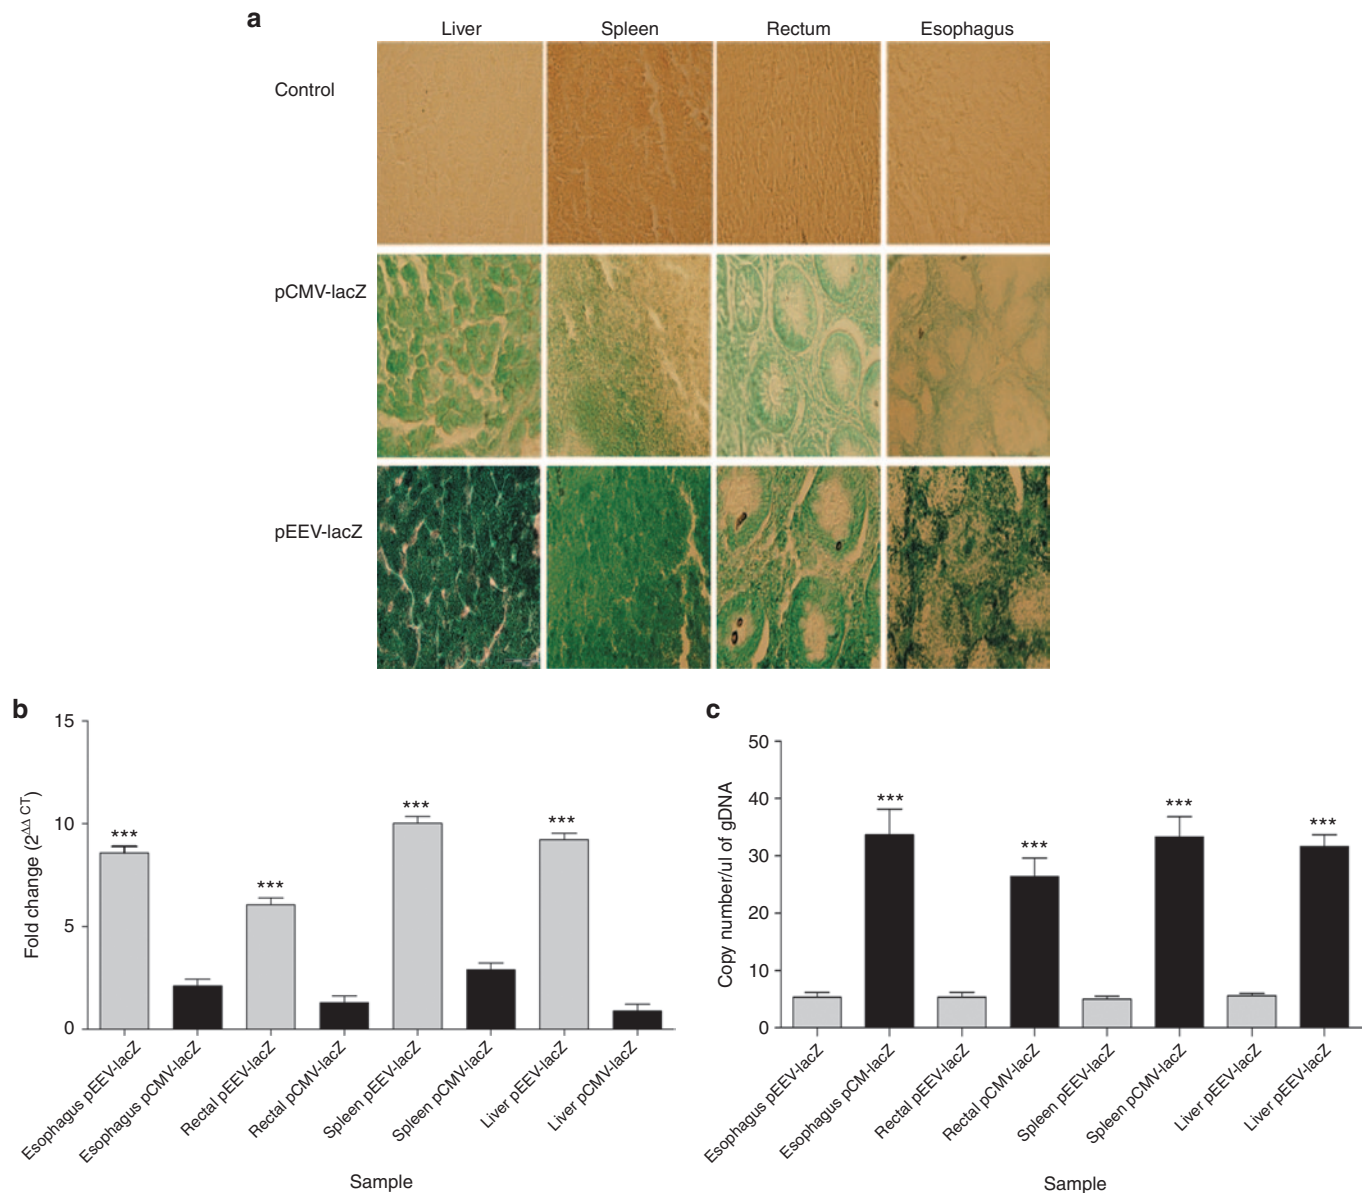 a
Liver Spleen Rectum Esophagus
Control
pCMV-lacZ
pEEV-lacZ
b
Fold change (2^ΔΔ CT)
15
10
5
0
***
***
***
***
Esophagus pEEV-lacZ
Esophagus pCMV-lacZ
Rectal pEEV-lacZ
Rectal pCMV-lacZ
Spleen pEEV-lacZ
Spleen pCMV-lacZ
Liver pEEV-lacZ
Liver pCMV-lacZ
Sample
c
Copy number/ul of gDNA
50
40
30
20
10
0
***
***
***
***
Esophagus pEEV-lacZ
Esophagus pCM-lacZ
Rectal pEEV-lacZ
Rectal pCMV-lacZ
Spleen pEEV-lacZ
Spleen pCMV-lacZ
Liver pEEV-lacZ
Liver pEEV-lacZ
Sample